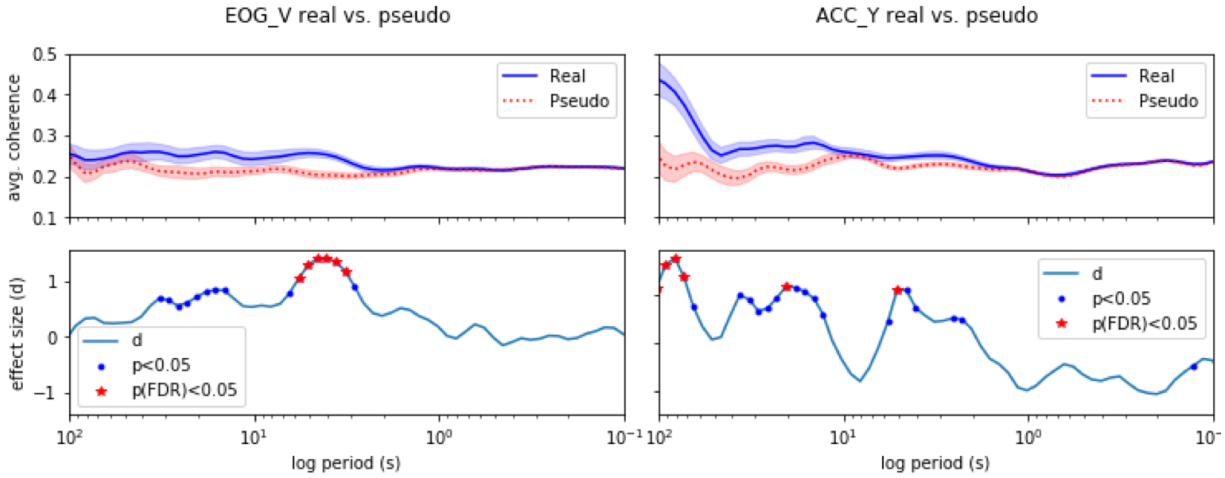 EOG_V real vs. pseudo
ACC_Y real vs. pseudo
avg. coherence
0.5
0.4
0.3
0.2
0.1
Real
Pseudo
Real
Pseudo
effect size (d)
1
0
−1
d
p<0.05
p(FDR)<0.05
d
p<0.05
p(FDR)<0.05
10² 10¹ 10⁰ 10⁻¹
10² 10¹ 10⁰ 10⁻
log period (s)
log period (s)